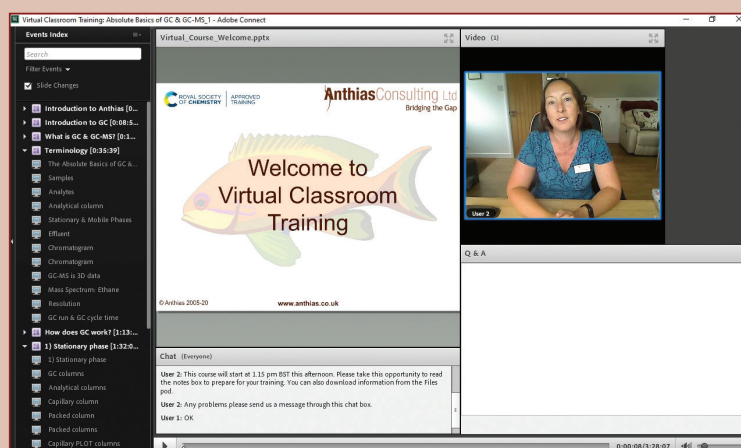 Virtual Classroom Training: Absolute Basics of GC & GC-MS_1 - Adobe Connect
Events Index
Search
Filter Events
Slide Changes
Introduction to Anthias [0...
Introduction to GC [0:08:5...
What is GC & GC-MS? [0:1...
Terminology [0:35:39]
The Absolute Basics of GC &...
Samples
Analytes
Analytical column
Stationary & Mobile Phases
Effluent
Chromatogram
Chromatogram
GC-MS is 3D data
Mass Spectrum: Ethane
Resolution
GC run & GC cycle time
How does GC work? [1:13:...
1) Stationary phase [1:32:0...
1) Stationary phase
GC columns
Analytical columns
Capillary column
Packed column
Packed columns
Capillary PLOT columns
Virtual_Course_Welcome.pptx
ROYAL SOCIETY OF CHEMISTRY
APPROVED TRAINING
AnthiasConsulting Ltd
Bridging the Gap
Welcome to
Virtual Classroom
Training
© Anthias 2005-20
www.anthias.co.uk
Chat (Everyone)
User 2: This course will start at 1.15 pm BST this afternoon. Please take this opportunity to read
the notes box to prepare for your training. You can also download information from the Files
pod.
User 2: Any problems please send us a message through this chat box.
User 1: OK
Video (1)
User 2
Q & A
0:00:08/3:28:07